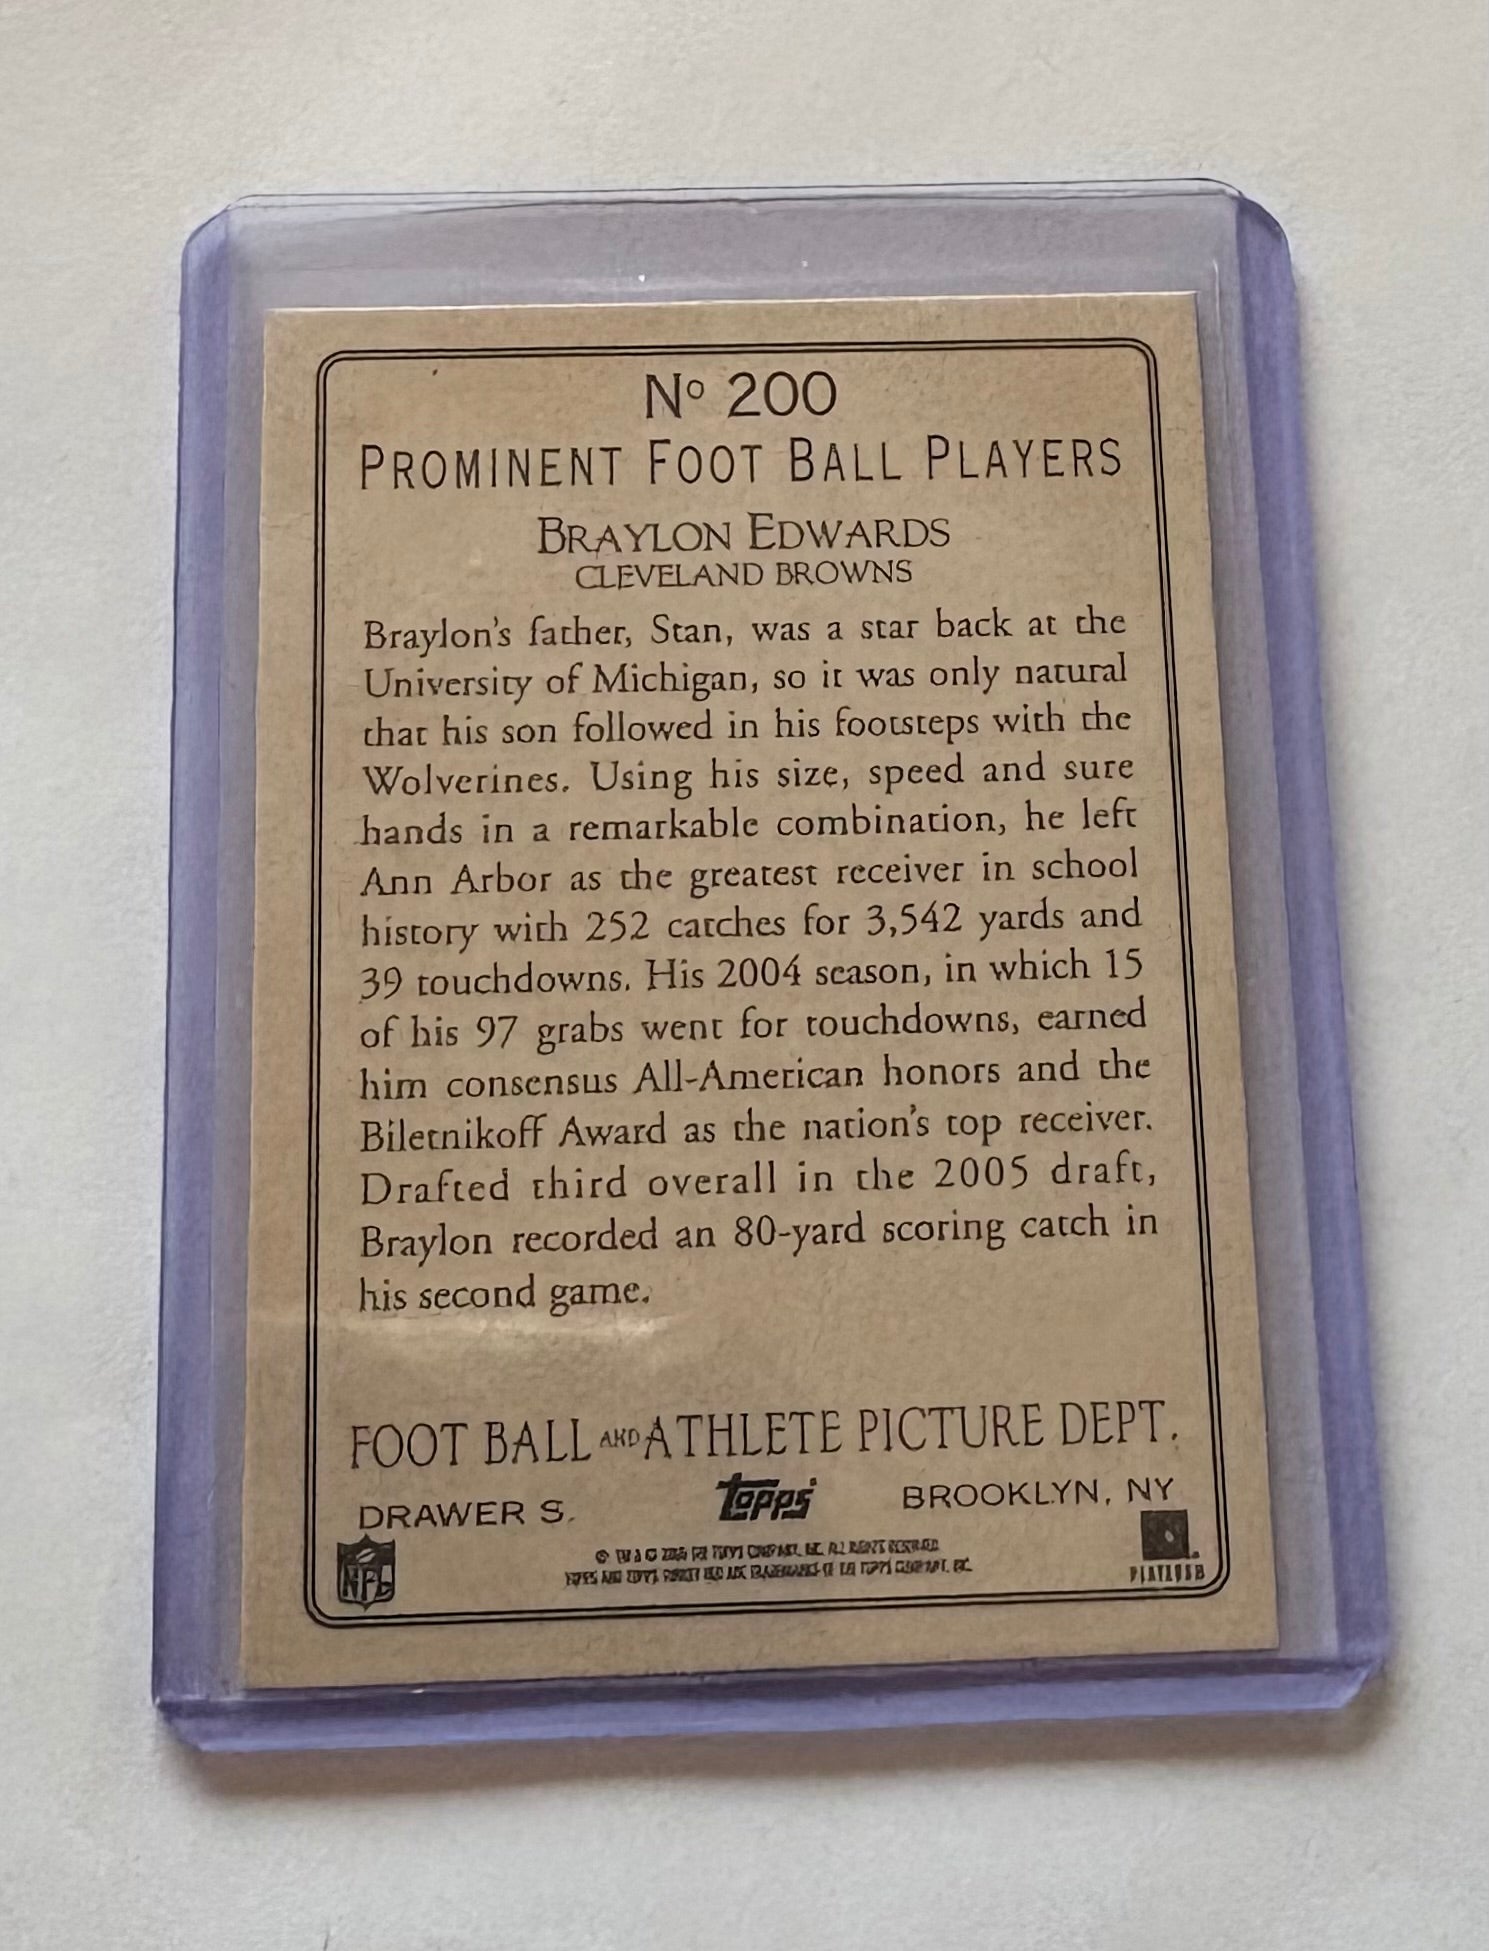 Nº 200
PROMINENT FOOT BALL PLAYERS
BRAYLON EDWARDS
CLEVELAND BROWNS
Braylon's father, Stan, was a star back at the
University of Michigan, so it was only natural
that his son followed in his footsteps with the
Wolverines. Using his size, speed and sure
hands in a remarkable combination, he left
Ann Arbor as the greatest receiver in school
history with 252 catches for 3,542 yards and
39 touchdowns. His 2004 season, in which 15
of his 97 grabs went for touchdowns, earned
him consensus All-American honors and the
Biletnikoff Award as the nation's top receiver.
Drafted third overall in the 2005 draft,
Braylon recorded an 80-yard scoring catch in
his second game.
FOOT BALL AND ATHLETE PICTURE DEPT.
DRAWER S. Topps BROOKLYN, NY
NFL